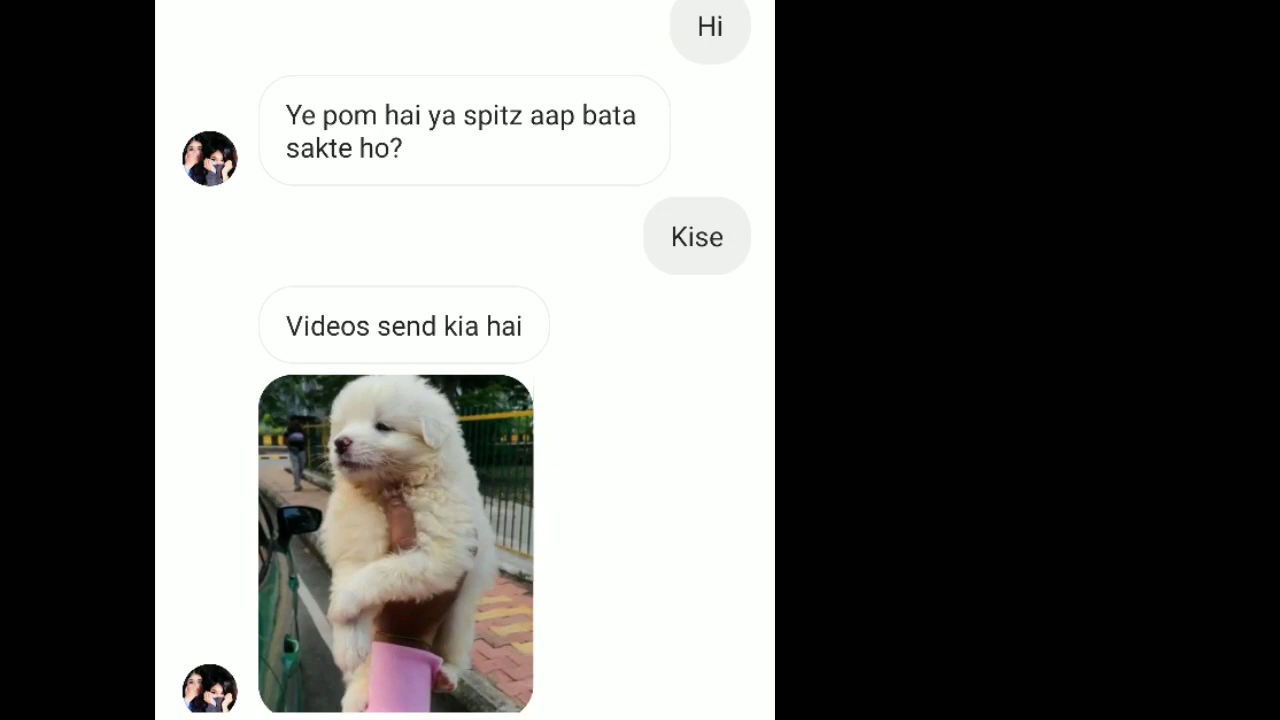 Hi
Ye pom hai ya spitz aap bata
sakte ho?
Kise
Videos send kia hai